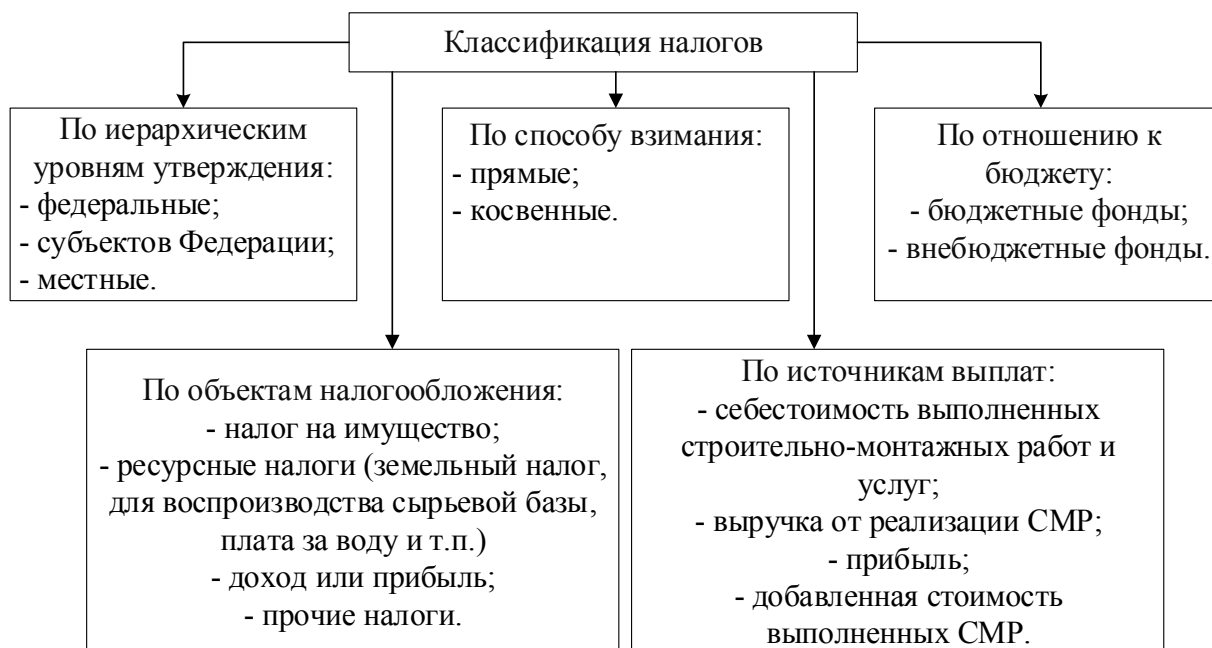 Классификация налогов
По иерархическим
уровням утверждения:
- федеральные;
- субъектов Федерации;
- местные.
По способу взимания:
- прямые;
- косвенные.
По отношению к
бюджету:
- бюджетные фонды;
- внебюджетные фонды.
По объектам налогообложения:
- налог на имущество;
- ресурсные налоги (земельный налог,
для воспроизводства сырьевой базы,
плата за воду и т.п.)
- доход или прибыль;
- прочие налоги.
По источникам выплат:
- себестоимость выполненных
строительно-монтажных работ и
услуг;
- выручка от реализации СМР;
- прибыль;
- добавленная стоимость
выполненных СМР.